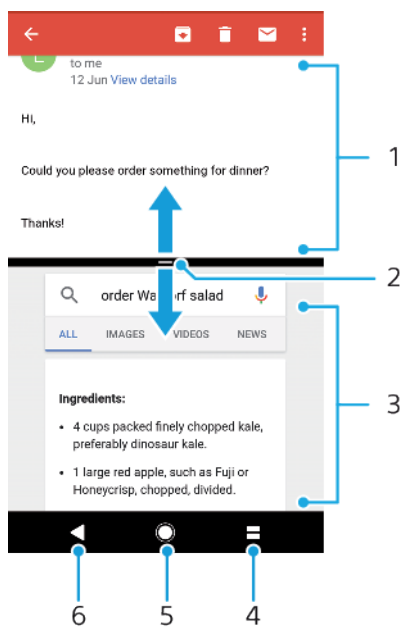 to me
12 Jun View details
Hi,
Could you please order something for dinner?
Thanks!
order Wa rf salad
ALL IMAGES VIDEOS NEWS
Ingredients:
• 4 cups packed finely chopped kale,
preferably dinosaur kale.
• 1 large red apple, such as Fuji or
Honeycrisp, chopped, divided.
1
2
3
6 5 4